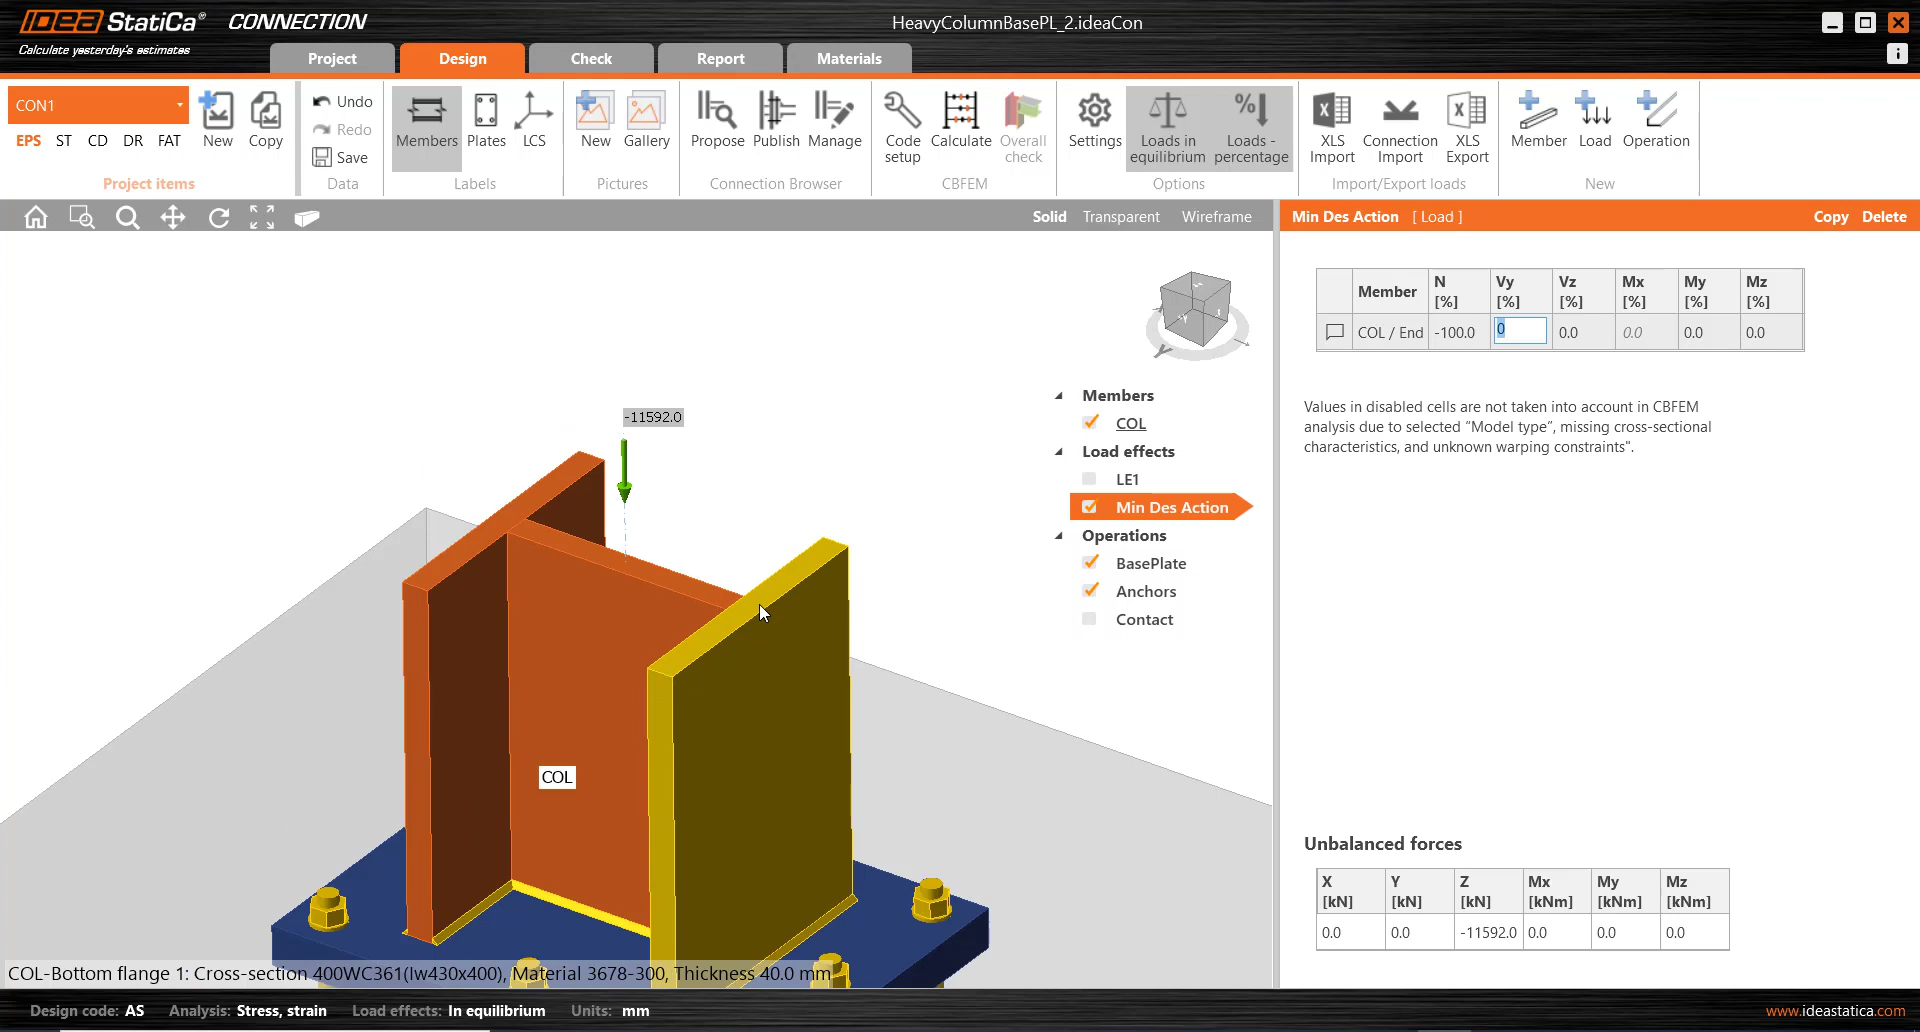 IDEA StatiCa® CONNECTION
Calculate yesterday's estimates
HeavyColumnBasePL_2.ideaCon
Project Design Check Report Materials
CON1
EPS ST CD DR FAT
New Copy
Project items
Undo
Redo
Save
Data
Members Plates LCS
Labels
New Gallery
Pictures
Propose Publish Manage
Connection Browser
Code setup Calculate Overall check
CBFEM
Settings Loads in equilibrium Loads - percentage
Options
XLS Import Connection Import XLS Export
Import/Export loads
Member Load Operation
New
Solid Transparent Wireframe
Min Des Action [ Load ] Copy Delete
Member N [%] Vy [%] Vz [%] Mx [%] My [%] Mz [%]
COL / End -100.0 0 0.0 0.0 0.0 0.0
Values in disabled cells are not taken into account in CBFEM
analysis due to selected “Model type”, missing cross-sectional
characteristics, and unknown warping constraints".
-11592.0
COL
Members
COL
Load effects
LE1
Min Des Action
Operations
BasePlate
Anchors
Contact
Unbalanced forces
X [kN] Y [kN] Z [kN] Mx [kNm] My [kNm] Mz [kNm]
0.0 0.0 -11592.0 0.0 0.0 0.0
COL-Bottom flange 1: Cross-section 400WC361(Iw430x400), Material 3678-300, Thickness 40.0 mm
Design code: AS Analysis: Stress, strain Load effects: In equilibrium Units: mm
www.ideastatica.com